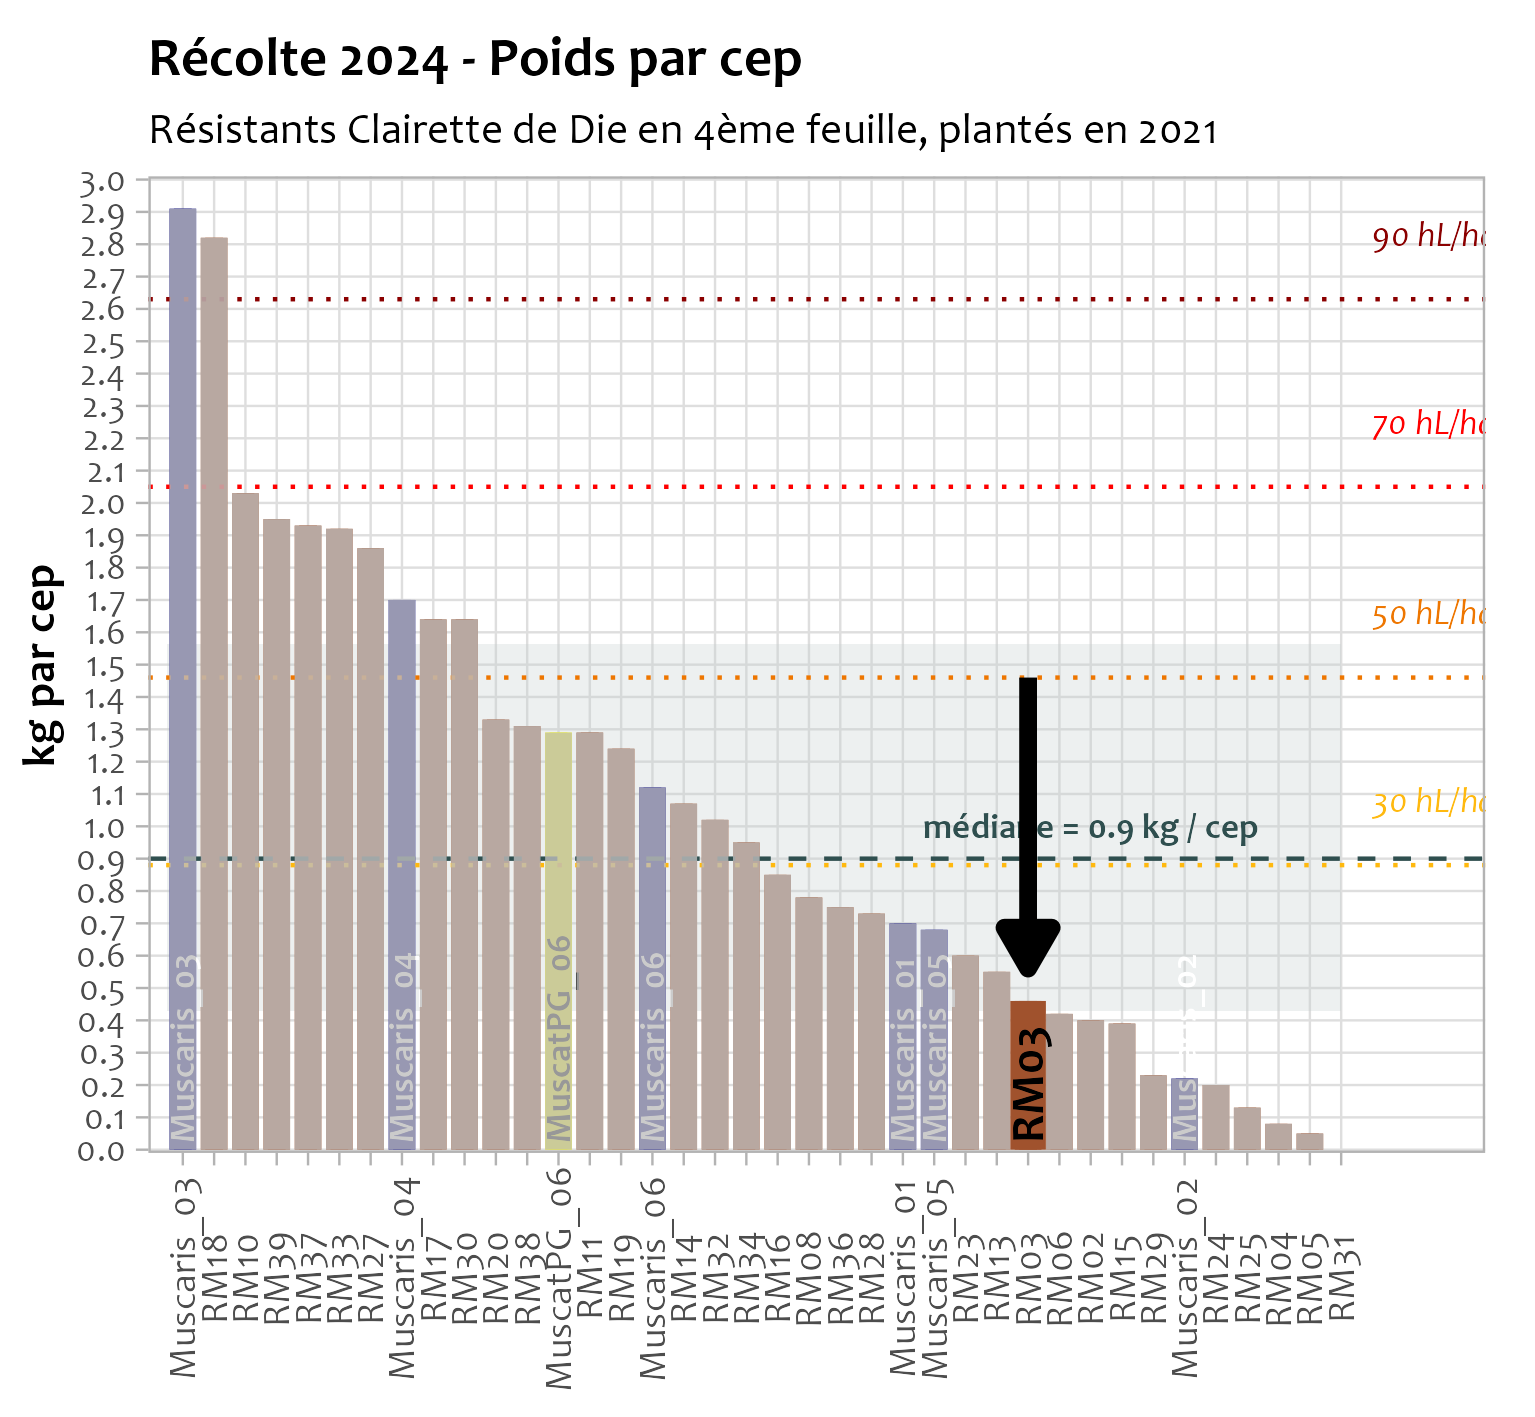 Récolte 2024 - Poids par cep
Résistants Clairette de Die en 4ème feuille, plantés en 2021
kg par cep
3.0
2.9
2.8
2.7
2.6
2.5
2.4
2.3
2.2
2.1
2.0
1.9
1.8
1.7
1.6
1.5
1.4
1.3
1.2
1.1
1.0
0.9
0.8
0.7
0.6
0.5
0.4
0.3
0.2
0.1
0.0
90 hL/ha
70 hL/ha
50 hL/ha
30 hL/ha
médiane = 0.9 kg / cep
Muscaris_03
Muscaris_04
MuscatPG_06
Muscaris_06
Muscaris_01
Muscaris_05
RM03
Muscaris_02
Muscaris_03
RM18
RM10
RM39
RM37
RM33
RM27
Muscaris_04
RM17
RM30
RM20
RM38
MuscatPG_06
RM11
RM19
Muscaris_06
RM14
RM32
RM34
RM16
RM08
RM36
RM28
Muscaris_01
Muscaris_05
RM23
RM13
RM03
RM06
RM02
RM15
RM29
Muscaris_02
RM24
RM25
RM04
RM05
RM31